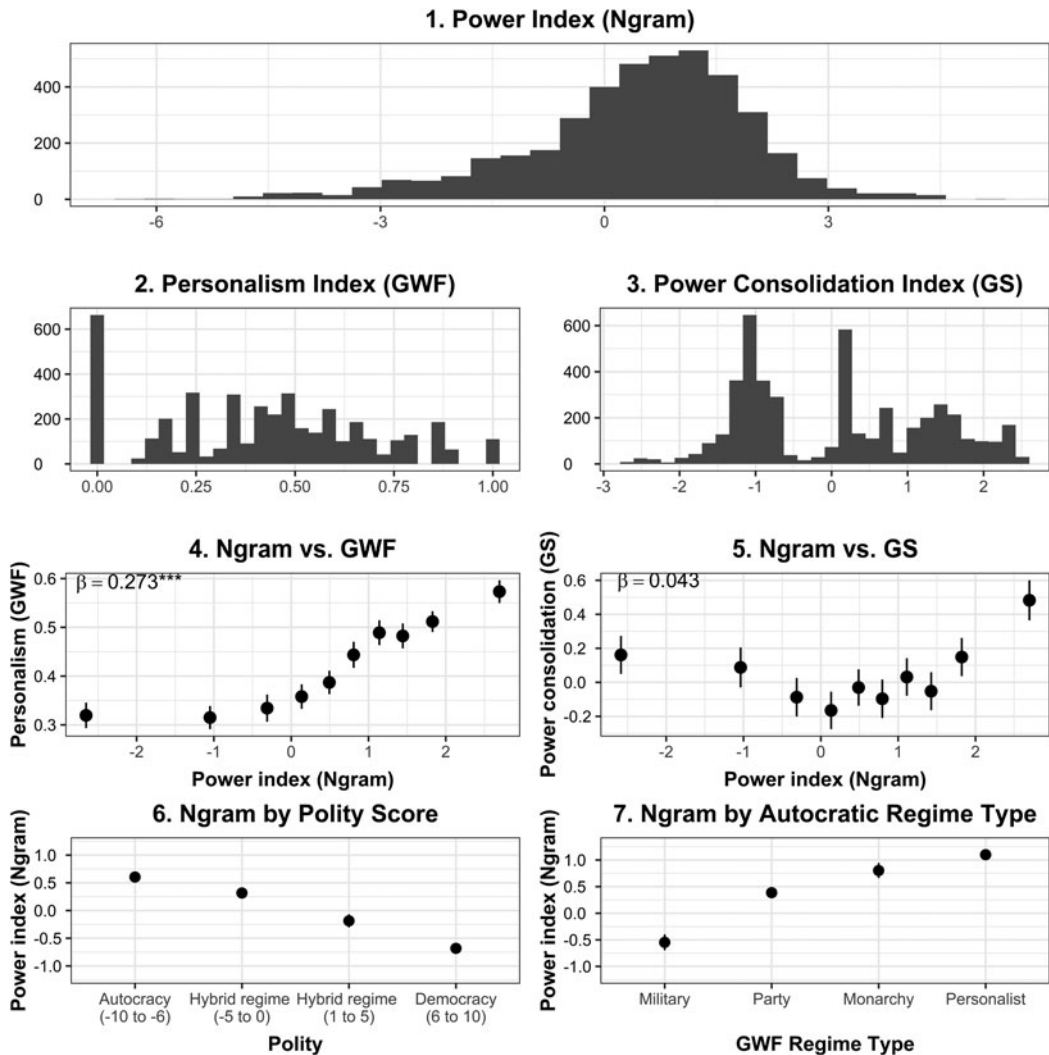 1. Power Index (Ngram)
400
200
0
-6 -3 0 3
2. Personalism Index (GWF)
600
400
200
0
0.00 0.25 0.50 0.75 1.00
3. Power Consolidation Index (GS)
600
400
200
0
-3 -2 -1 0 1 2
4. Ngram vs. GWF
Personalism (GWF)
β = 0.273***
0.6
0.5
0.4
0.3
-2 -1 0 1 2
Power index (Ngram)
5. Ngram vs. GS
Power consolidation (GS)
β = 0.043
0.6
0.4
0.2
0.0
-0.2
-2 -1 0 1 2
Power index (Ngram)
6. Ngram by Polity Score
Power index (Ngram)
1.0
0.5
0.0
-0.5
-1.0
Autocracy Hybrid regime Hybrid regime Democracy
(-10 to -6) (-5 to 0) (1 to 5) (6 to 10)
Polity
7. Ngram by Autocratic Regime Type
Power index (Ngram)
1.0
0.5
0.0
-0.5
-1.0
Military Party Monarchy Personalist
GWF Regime Type